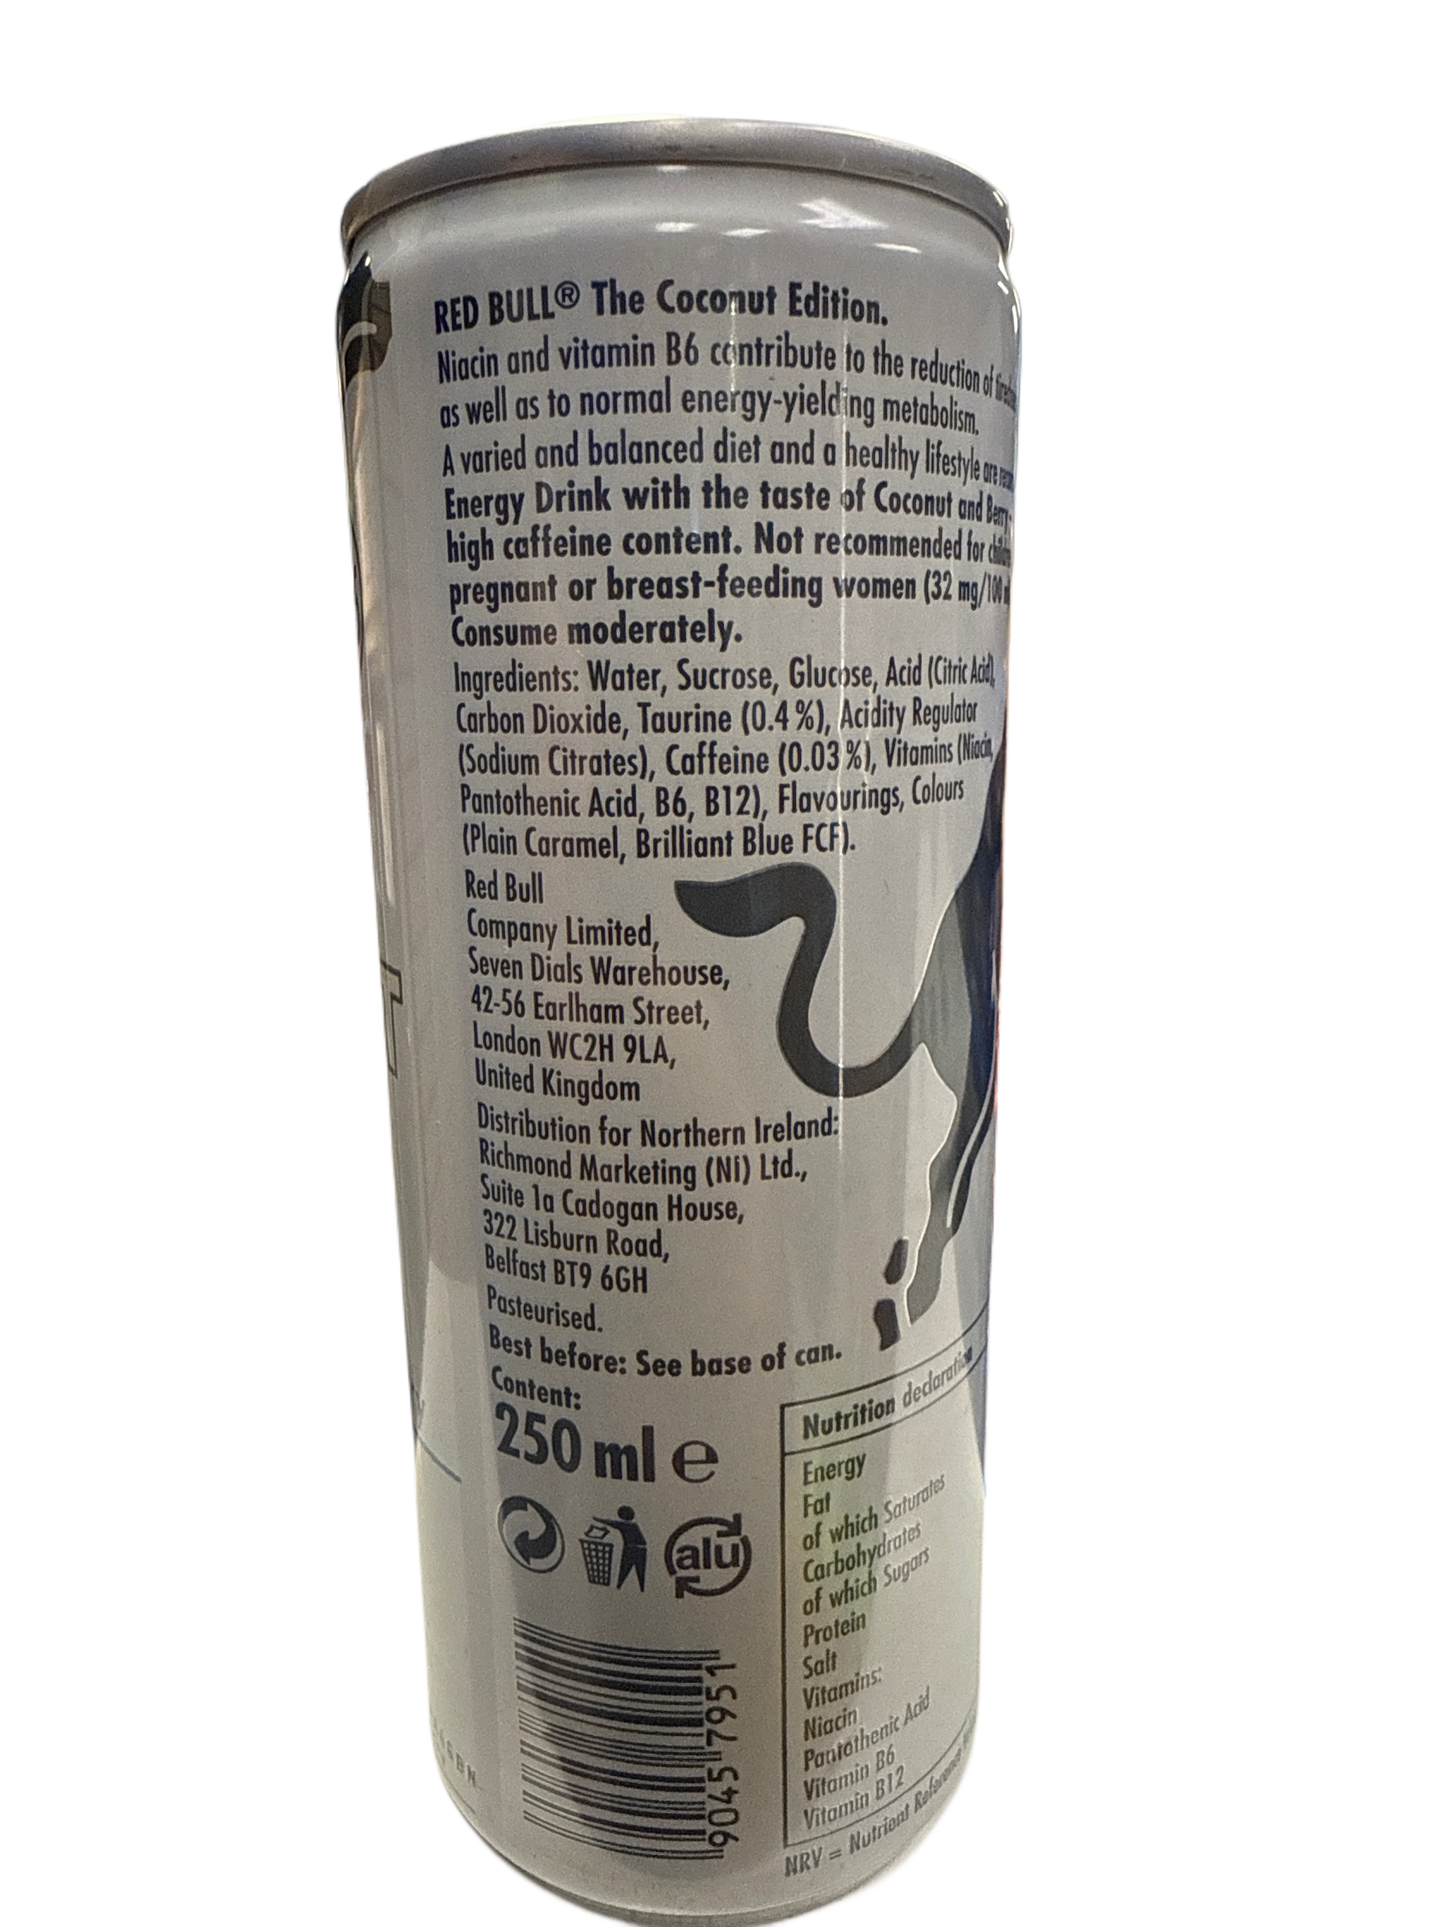 RED BULL® The Coconut Edition.
Niacin and vitamin B6 contribute to the reduction of
as well as to normal energy-yielding metabolism.
A varied and balanced diet and a healthy lifestyle are
Energy Drink with the taste of Coconut and Berry,
high caffeine content. Not recommended for
pregnant or breast-feeding women (32 mg/100
Consume moderately.
Ingredients: Water, Sucrose, Glucose, Acid (Citric Acid),
Carbon Dioxide, Taurine (0.4 %), Acidity Regulator
(Sodium Citrates), Caffeine (0.03 %), Vitamins (Niacin,
Pantothenic Acid, B6, B12), Flavourings, Colours
(Plain Caramel, Brilliant Blue FCF).
Red Bull
Company Limited,
Seven Dials Warehouse,
42-56 Earlham Street,
London WC2H 9LA,
United Kingdom
Distribution for Northern Ireland:
Richmond Marketing (Ni) Ltd.,
Suite 1a Cadogan House,
322 Lisburn Road,
Belfast BT9 6GH
Pasteurised.
Best before: See base of can.
Content:
250 ml e
alu
9045 7951
Nutrition declaration
Energy
Fat
of which Saturates
Carbohydrates
of which Sugars
Protein
Salt
Vitamins:
Niacin
Pantothenic Acid
Vitamin B6
Vitamin B12
NRV = Nutrient Reference
T